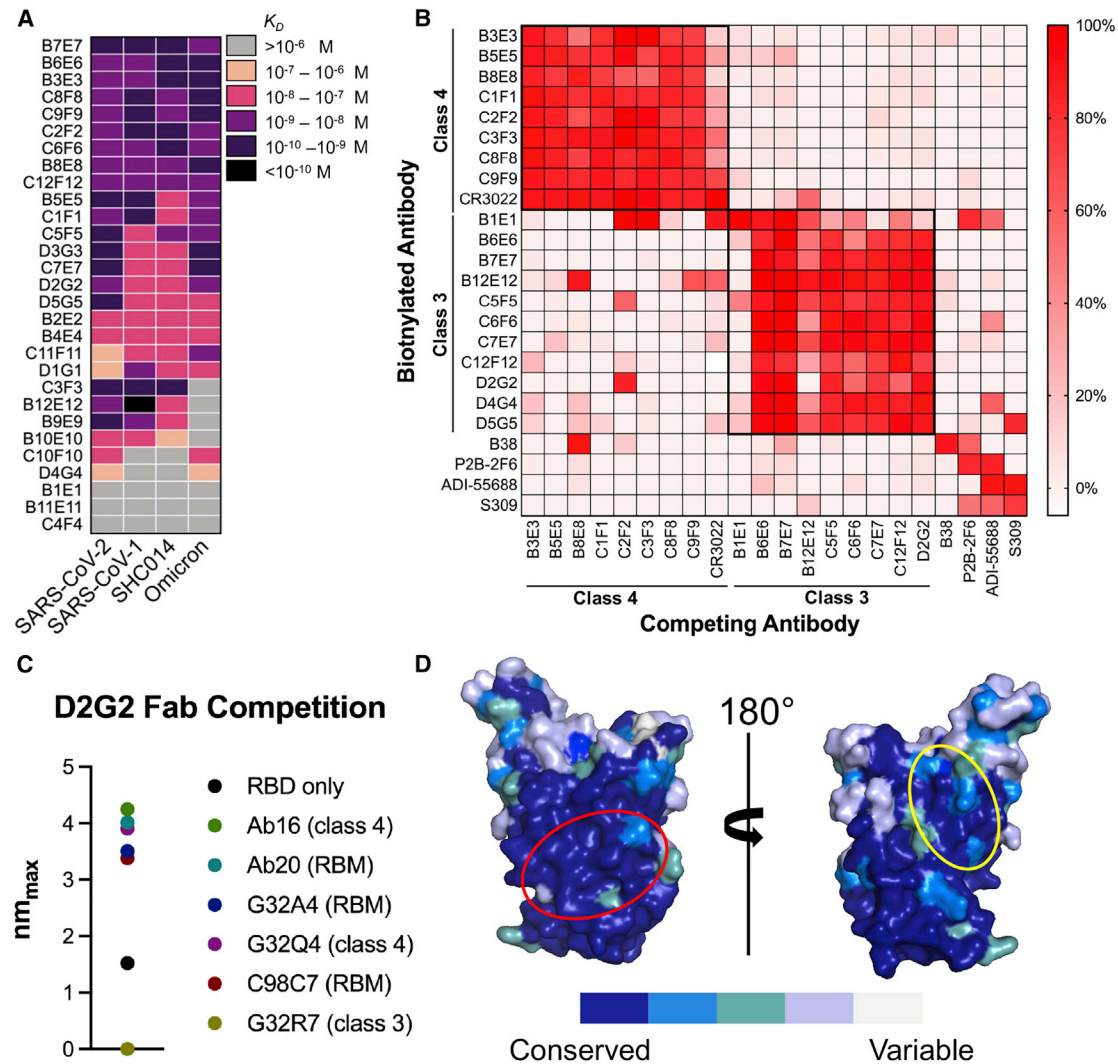 A
K_D
>10⁻⁶ M
10⁻⁷ – 10⁻⁶ M
10⁻⁸ – 10⁻⁷ M
10⁻⁹ – 10⁻⁸ M
10⁻¹⁰ –10⁻⁹ M
<10⁻¹⁰ M
B7E7
B6E6
B3E3
C8F8
C9F9
C2F2
C6F6
B8E8
C12F12
B5E5
C1F1
C5F5
D3G3
C7E7
D2G2
D5G5
B2E2
B4E4
C11F11
D1G1
C3F3
B12E12
B9E9
B10E10
C10F10
D4G4
B1E1
B11E11
C4F4
SARS-CoV-2
SARS-CoV-1
SHC014
Omicron
B
Biotnylated Antibody
Class 4
Class 3
B3E3
B5E5
B8E8
C1F1
C2F2
C3F3
C8F8
C9F9
CR3022
B1E1
B6E6
B7E7
B12E12
C5F5
C6F6
C7E7
C12F12
D2G2
D4G4
D5G5
B38
P2B-2F6
ADI-55688
S309
B3E3
B5E5
B8E8
C1F1
C2F2
C3F3
C8F8
C9F9
CR3022
B1E1
B6E6
B7E7
B12E12
C5F5
C6F6
C7E7
C12F12
D2G2
B38
P2B-2F6
ADI-55688
S309
Class 4
Class 3
Competing Antibody
100%
80%
60%
40%
20%
0%
C
D2G2 Fab Competition
nm_max
5
4
3
2
1
0
RBD only
Ab16 (class 4)
Ab20 (RBM)
G32A4 (RBM)
G32Q4 (class 4)
C98C7 (RBM)
G32R7 (class 3)
D
180°
Conserved
Variable